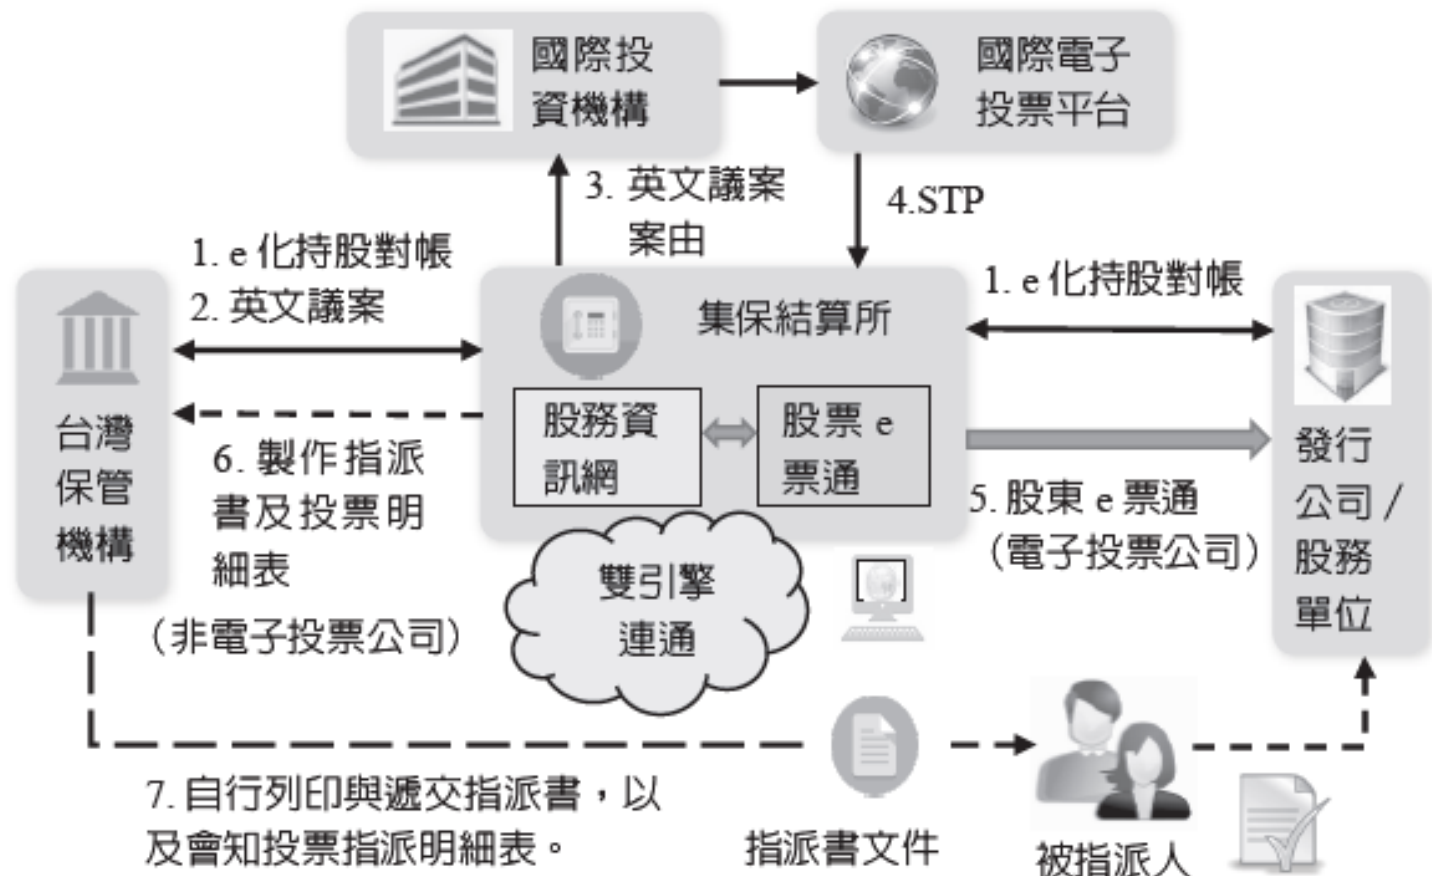 國際投
資機構
國際電子
投票平台
3. 英文議案
案由
4.STP
1. e 化持股對帳
2. 英文議案
集保結算所
1. e 化持股對帳
台灣
保管
機構
股務資
訊網
股票 e
票通
發行
公司 /
股務
單位
6. 製作指派
書及投票明
細表
(非電子投票公司)
5. 股東 e 票通
(電子投票公司)
雙引擎
連通
7. 自行列印與遞交指派書，以
及會知投票指派明細表。
指派書文件
被指派人